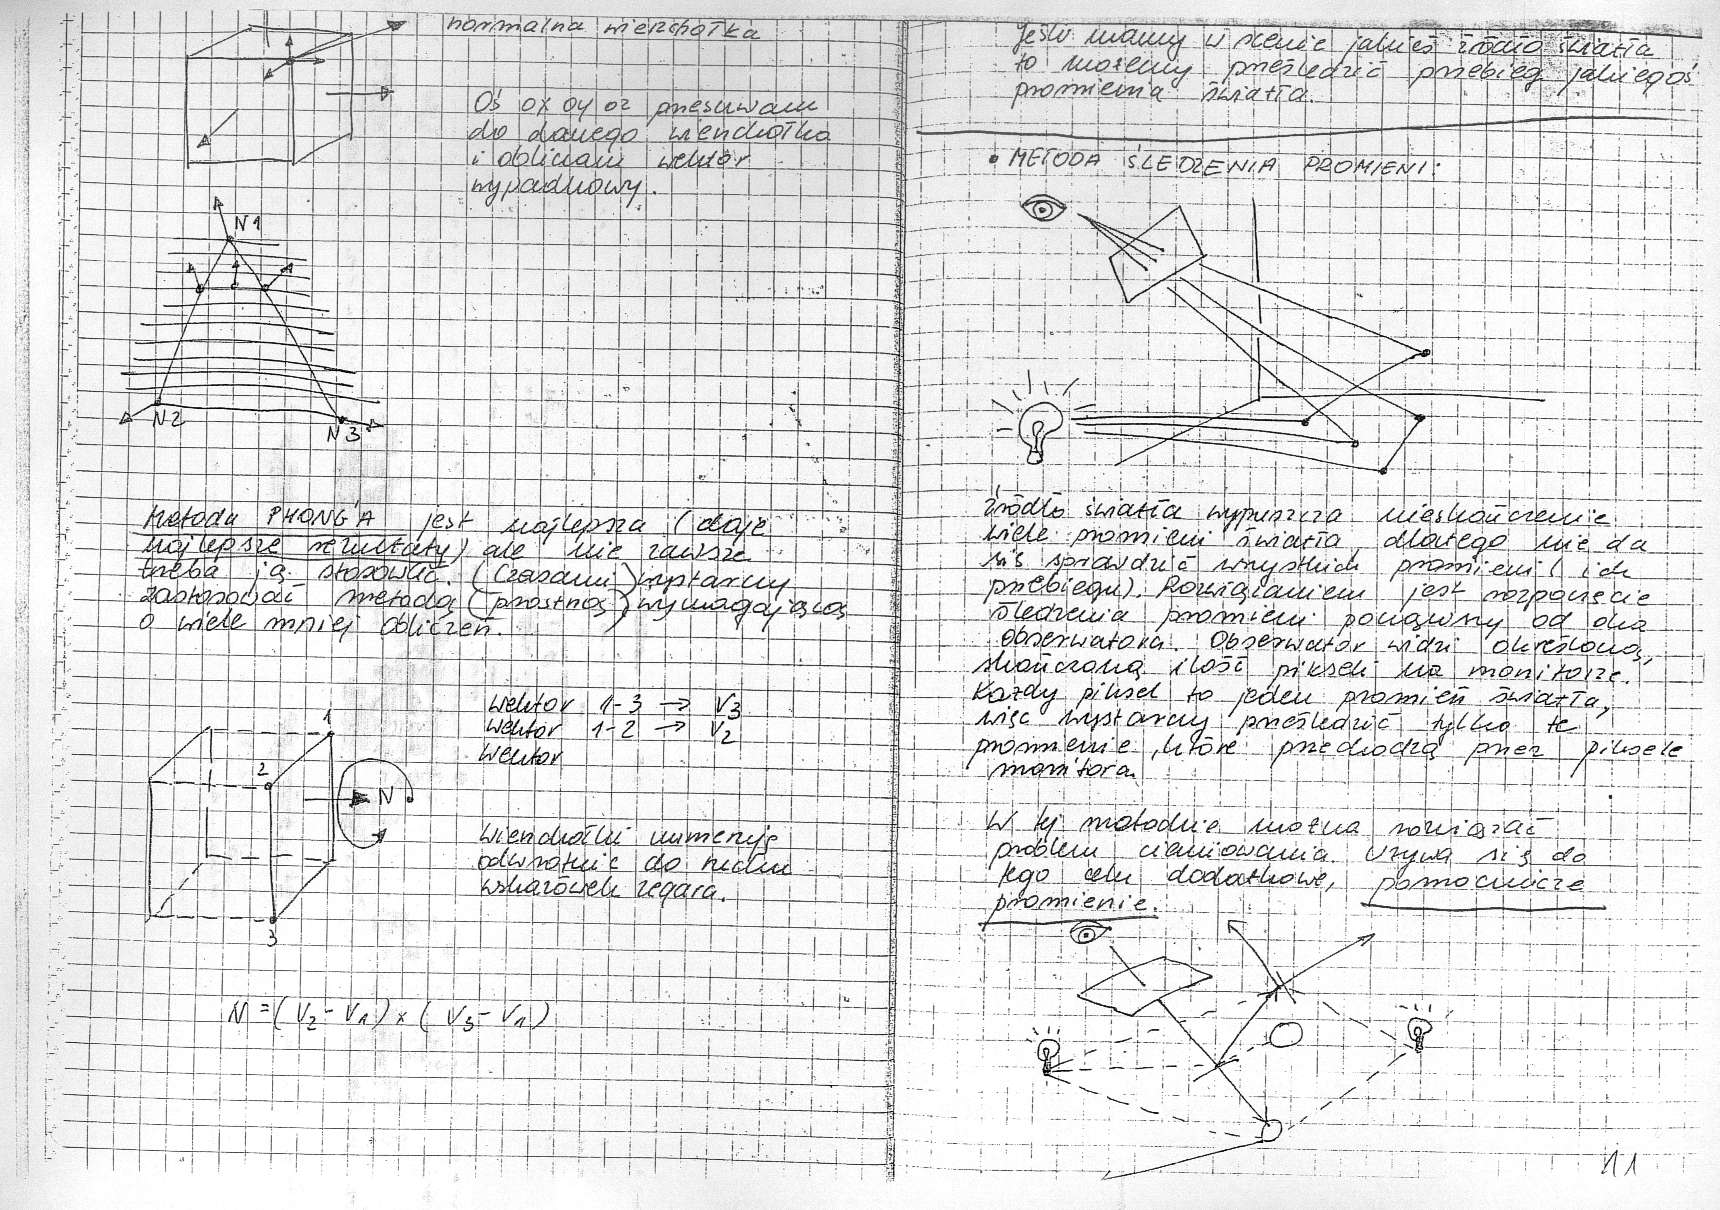 normalna wierzchołka
Oś ox oy oz przesuwam
do danego wierzchołka
i obliczam wektor
wypadkowy.
N1
N2
N3
Metoda PHONG'A jest najlepsza (daje
najlepsze rezultaty) ale nie zawsze
trzeba ją stosować. (Czasami) wystarczy
zastosować metodę (prostszą) wymagającą
o wiele mniej obliczeń.
wektor 1-3 → V3
wektor 1-2 → V2
wektor
1
2
N
3
Wierzchołki numeruję
odwrotnie do ruchu
wskazówek zegara.
N = (V2 - V1) x (V3 - V1)
Jeśli mamy w scenie jakieś źródło światła
to możemy prześledzić przebieg jakiegoś
promienia światła.
• METODA ŚLEDZENIA PROMIENI:
źródło światła wypuszcza nieskończenie
wiele promieni światła, dlatego nie da
się sprawdzić wszystkich promieni (ich
przebiegu). Rozwiązaniem jest rozpoczęcie
śledzenia promieni począwszy od oka
obserwatora. Obserwator widzi określoną,
skończoną ilość pikseli na monitorze.
Każdy piksel to jeden promień światła,
więc wystarczy prześledzić tylko te
promienie, które przechodzą przez piksele
monitora.
W tej metodzie można rozwiązać
problem cieniowania. Używa się do
tego celu dodatkowe, pomocnicze
promienie.
11